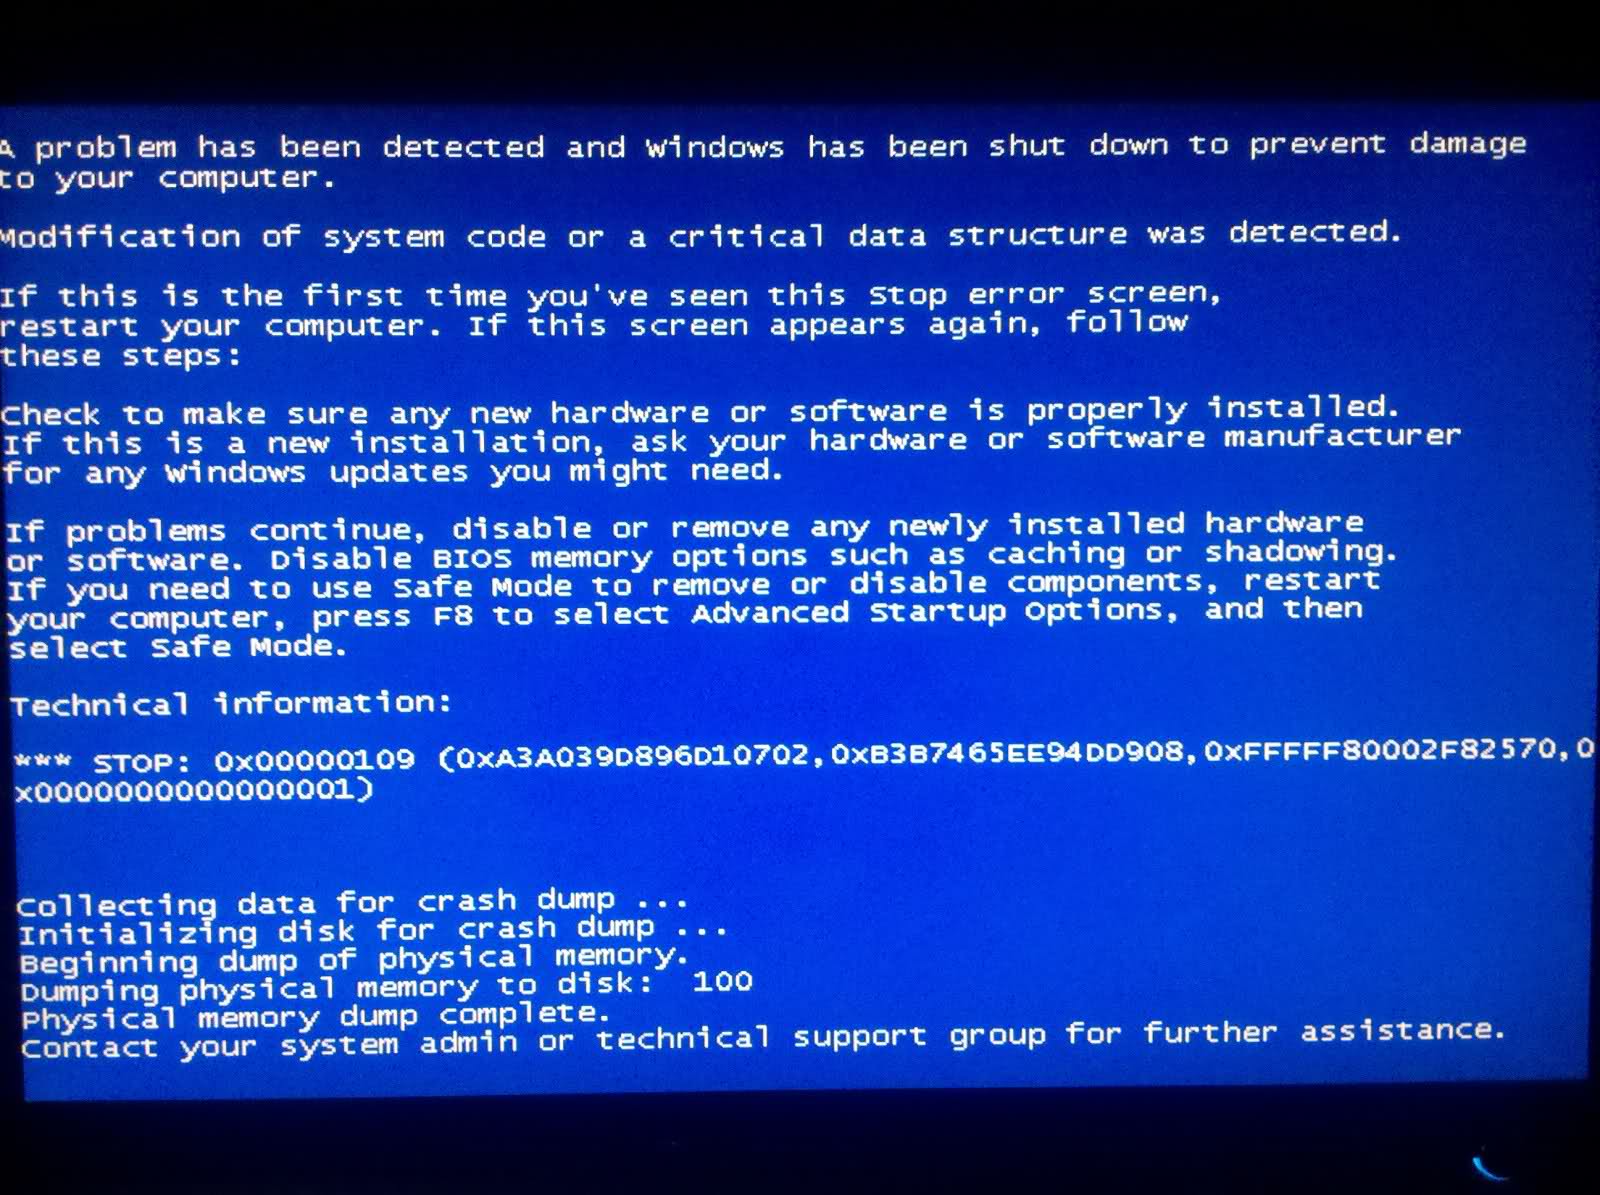 A problem has been detected and Windows has been shut down to prevent damage
to your computer.
Modification of system code or a critical data structure was detected.
If this is the first time you've seen this Stop error screen,
restart your computer. If this screen appears again, follow
these steps:
Check to make sure any new hardware or software is properly installed.
If this is a new installation, ask your hardware or software manufacturer
for any Windows updates you might need.
If problems continue, disable or remove any newly installed hardware
or software. Disable BIOS memory options such as caching or shadowing.
If you need to use Safe Mode to remove or disable components, restart
your computer, press F8 to select Advanced Startup Options, and then
select Safe Mode.
Technical information:
*** STOP: 0x00000109 (0xA3A039D896D10702,0xB3B7465EE94DD908,0xFFFFF80002F82570,0
x0000000000000001)
Collecting data for crash dump ...
Initializing disk for crash dump ...
Beginning dump of physical memory.
Dumping physical memory to disk:  100
Physical memory dump complete.
Contact your system admin or technical support group for further assistance.